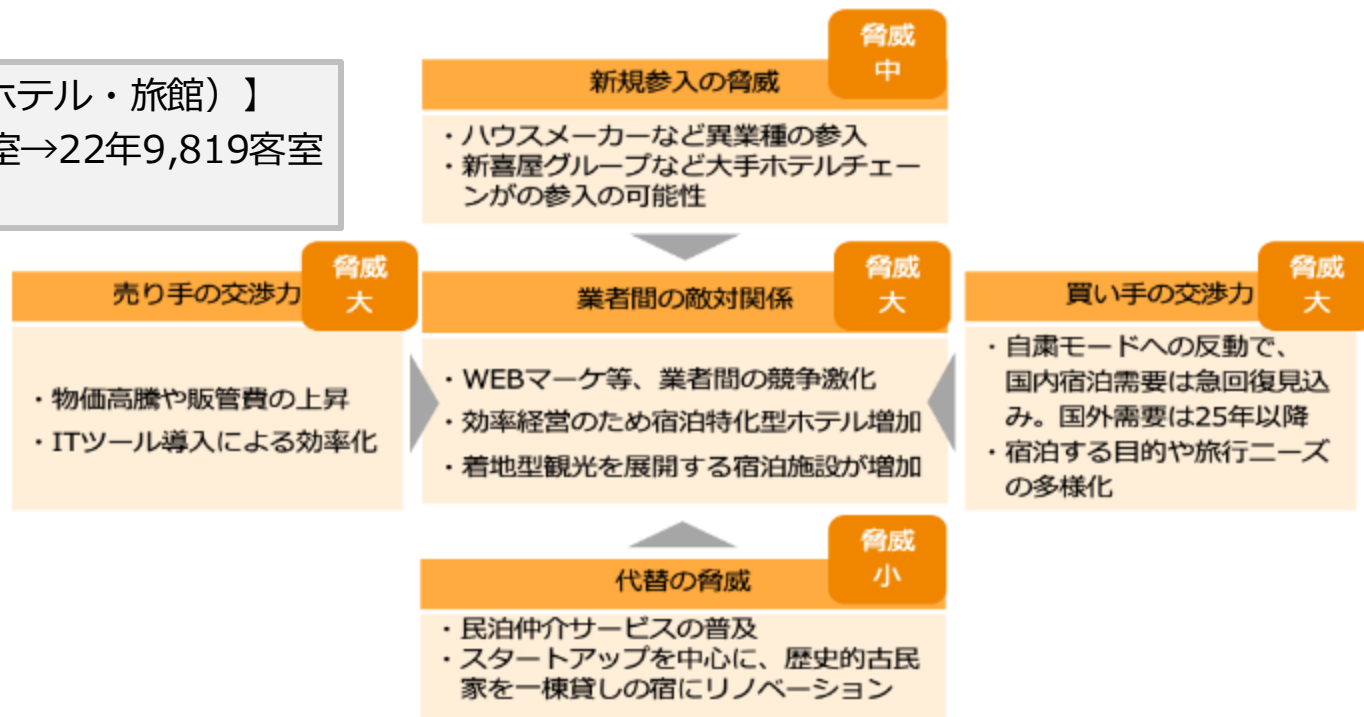 ホテル・旅館）】
室→22年9,819客室
脅威
中
新規参入の脅威
・ハウスメーカーなど異業種の参入
・新喜屋グループなど大手ホテルチェー
ンがの参入の可能性
脅威
大
売り手の交渉力
・物価高騰や販管費の上昇
・ITツール導入による効率化
脅威
大
業者間の敵対関係
・WEBマーケ等、業者間の競争激化
・効率経営のため宿泊特化型ホテル増加
・着地型観光を展開する宿泊施設が増加
脅威
大
買い手の交渉力
・自粛モードへの反動で、
国内宿泊需要は急回復見込
み。国外需要は25年以降
・宿泊する目的や旅行ニーズ
の多様化
脅威
小
代替の脅威
・民泊仲介サービスの普及
・スタートアップを中心に、歴史的古民
家を一棟貸しの宿にリノベーション